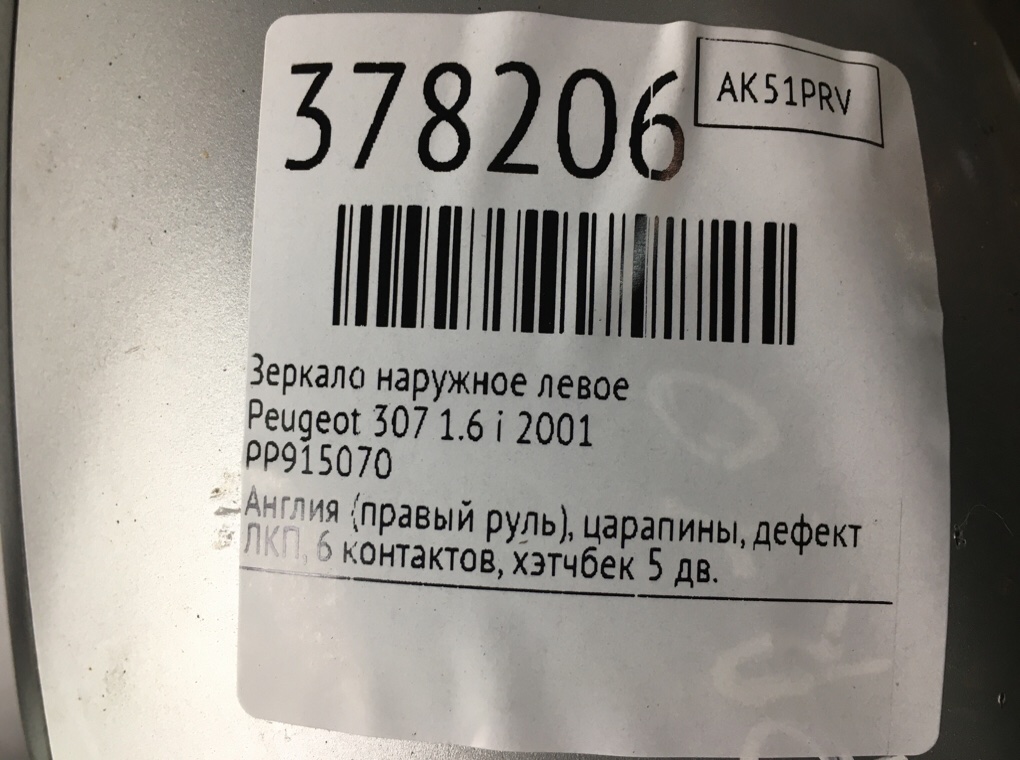 378206
AK51PRV
Зеркало наружное левое
Peugeot 307 1.6 i 2001
PP915070
Англия (правый руль), царапины, дефект
ЛКП, 6 контактов, хэтчбек 5 дв.